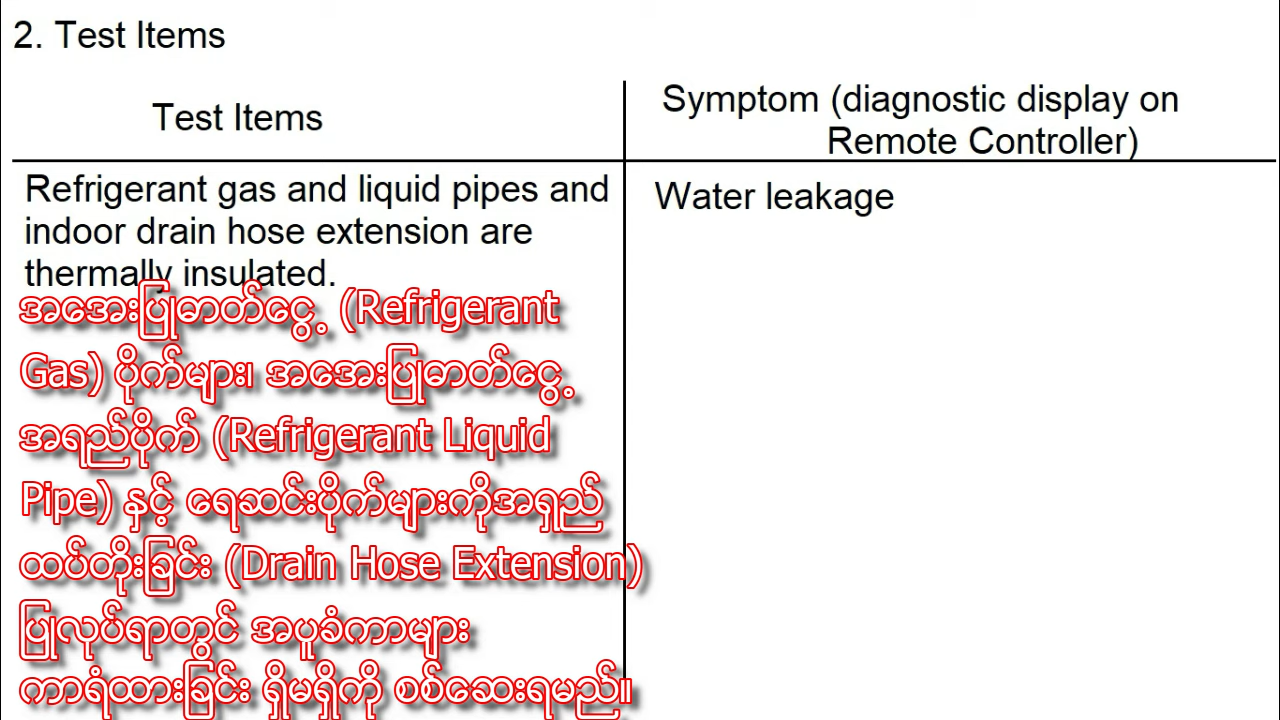 2. Test Items
Test Items
Symptom (diagnostic display on
Remote Controller)
Refrigerant gas and liquid pipes and
indoor drain hose extension are
thermally insulated.
Water leakage
အအေးပြုဓာတ်ငွေ့ (Refrigerant
Gas) ပိုက်များ၊ အအေးပြုဓာတ်ငွေ့
အရည်ပိုက် (Refrigerant Liquid
Pipe) နှင့် ရေဆင်းပိုက်များကိုအရှည်
ထပ်တိုးခြင်း (Drain Hose Extension)
ပြုလုပ်ရာတွင် အပူခံကာများ
ကာရံထားခြင်း ရှိမရှိကို စစ်ဆေးရမည်။